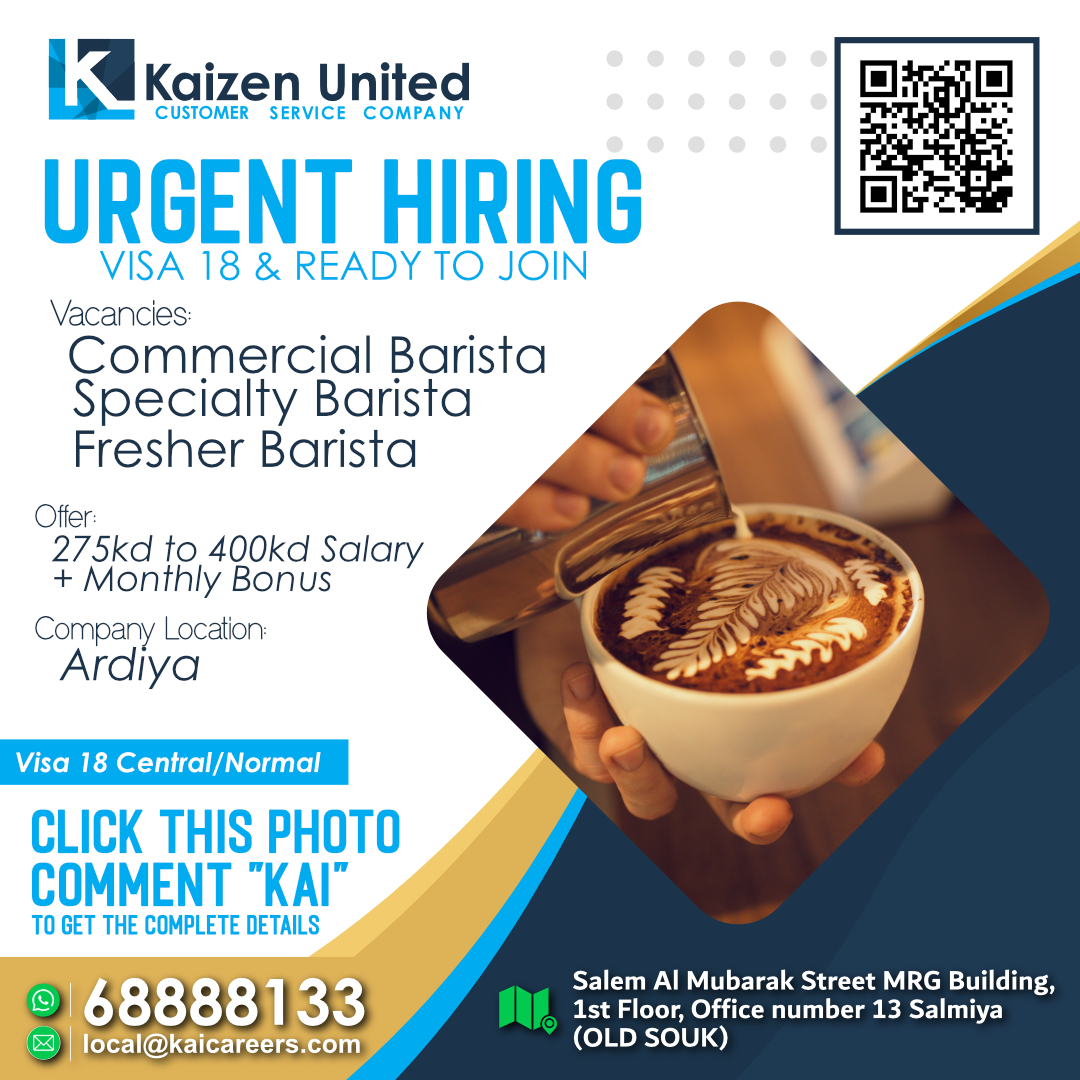 K
Kaizen United
CUSTOMER SERVICE COMPANY
URGENT HIRING
VISA 18 & READY TO JOIN
Vacancies:
Commercial Barista
Specialty Barista
Fresher Barista
Offer:
275kd to 400kd Salary
+ Monthly Bonus
Company Location:
Ardiya
Visa 18 Central/Normal
CLICK THIS PHOTO
COMMENT "KAI"
TO GET THE COMPLETE DETAILS
68888133
local@kaicareers.com
Salem Al Mubarak Street MRG Building,
1st Floor, Office number 13 Salmiya
(OLD SOUK)